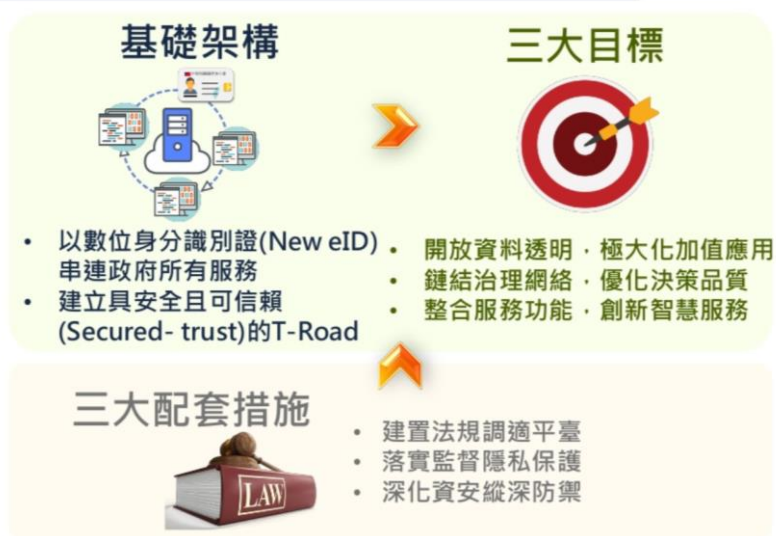 基礎架構
以數位身分識別證(New eID)
串連政府所有服務
建立具安全且可信賴
(Secured- trust)的T-Road
三大目標
開放資料透明，極大化加值應用
鏈結治理網絡，優化決策品質
整合服務功能，創新智慧服務
三大配套措施
LAW
建置法規調適平臺
落實監督隱私保護
深化資安縱深防禦